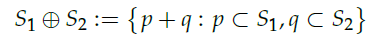 S₁ ⊕ S₂ := {p + q : p ⊂ S₁, q ⊂ S₂}